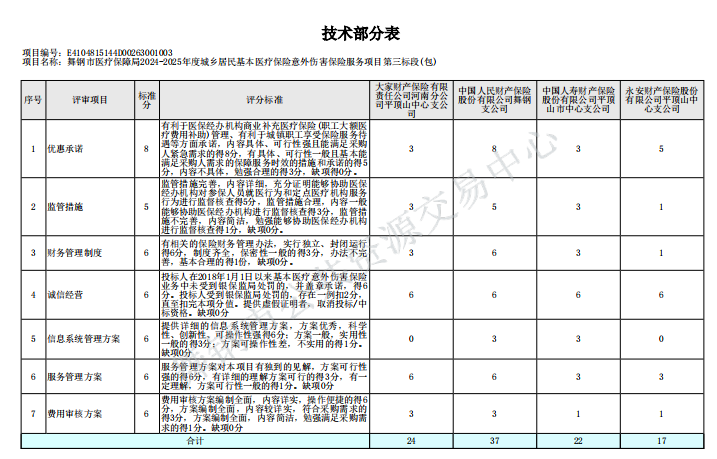 技术部分表
项目编号：E4104815144D00263001003
项目名称：舞钢市医疗保障局2024-2025年度城乡居民基本医疗保险意外伤害保险服务项目第三标段(包)
序号 评审项目 标准分 评分标准 大家财产保险有限责任公司河南分公司平顶山中心支公司 中国人民财产保险股份有限公司舞钢支公司 中国人寿财产保险股份有限公司平顶山市中心支公司 永安财产保险股份有限公司平顶山中心支公司
1 优惠承诺 8 有利于医保经办机构商业补充医疗保险(职工大额医疗费用补助)管理、有利于城镇职工享受保险服务待遇等方面承诺，内容具体、可行性强且能满足采购人紧急需求的得8分，有具体、可行性一般且基本能满足采购人需求的保障服务时效的措施和承诺的得5分，内容不具体，勉强合理的得3分，缺项得0分。 3 8 3 5
2 监管措施 5 监管措施完善，内容详细，充分证明能够协助医保经办机构对参保人员就医行为和定点医疗机构服务行为进行监督核查得5分，监管措施合理，内容一般能够协助医保经办机构进行监督核查得3分，监管措施不完善，内容简洁，勉强能够协助医保经办机构进行监督核查得1分，缺项0分。 3 5 3 1
3 财务管理制度 6 有相关的保险财务管理办法，实行独立、封闭运行得6分，制度齐全，保密性一般的得3分，办法不完善，基本合理的得1份，缺项0分。 3 6 3 1
4 诚信经营 6 投标人在2018年1月1日以来基本医疗意外伤害保险业务中未受到银保监局处罚的，并盖章承诺，得6分。投标人受到银保监局处罚的，存在一例扣2分，直至扣完本项分值。提供虚假证明者，取消投标/中标资格。缺项0分。 6 6 6 6
5 信息系统管理方案 6 提供详细的信息系统管理方案，方案优秀，科学性、创新性、可操作性强得6分；方案一般，实用性一般的得3分；方案可操作性差，不实用的得1分。缺项0分 0 3 3 0
6 服务管理方案 6 服务管理方案对本项目有独到的见解，方案可行性强的得6分，有详细的理解方案可行的得3分，有一定理解，方案可行性一般的得1分。缺项0分 6 6 3 3
7 费用审核方案 6 费用审核方案编制全面，内容详实，操作便捷的得6分，方案编制全面，内容较详实，符合采购需求的得3分，方案编制全面，内容简洁，勉强满足采购需求的得1分。缺项0分 3 3 1 1
合计 24 37 22 17